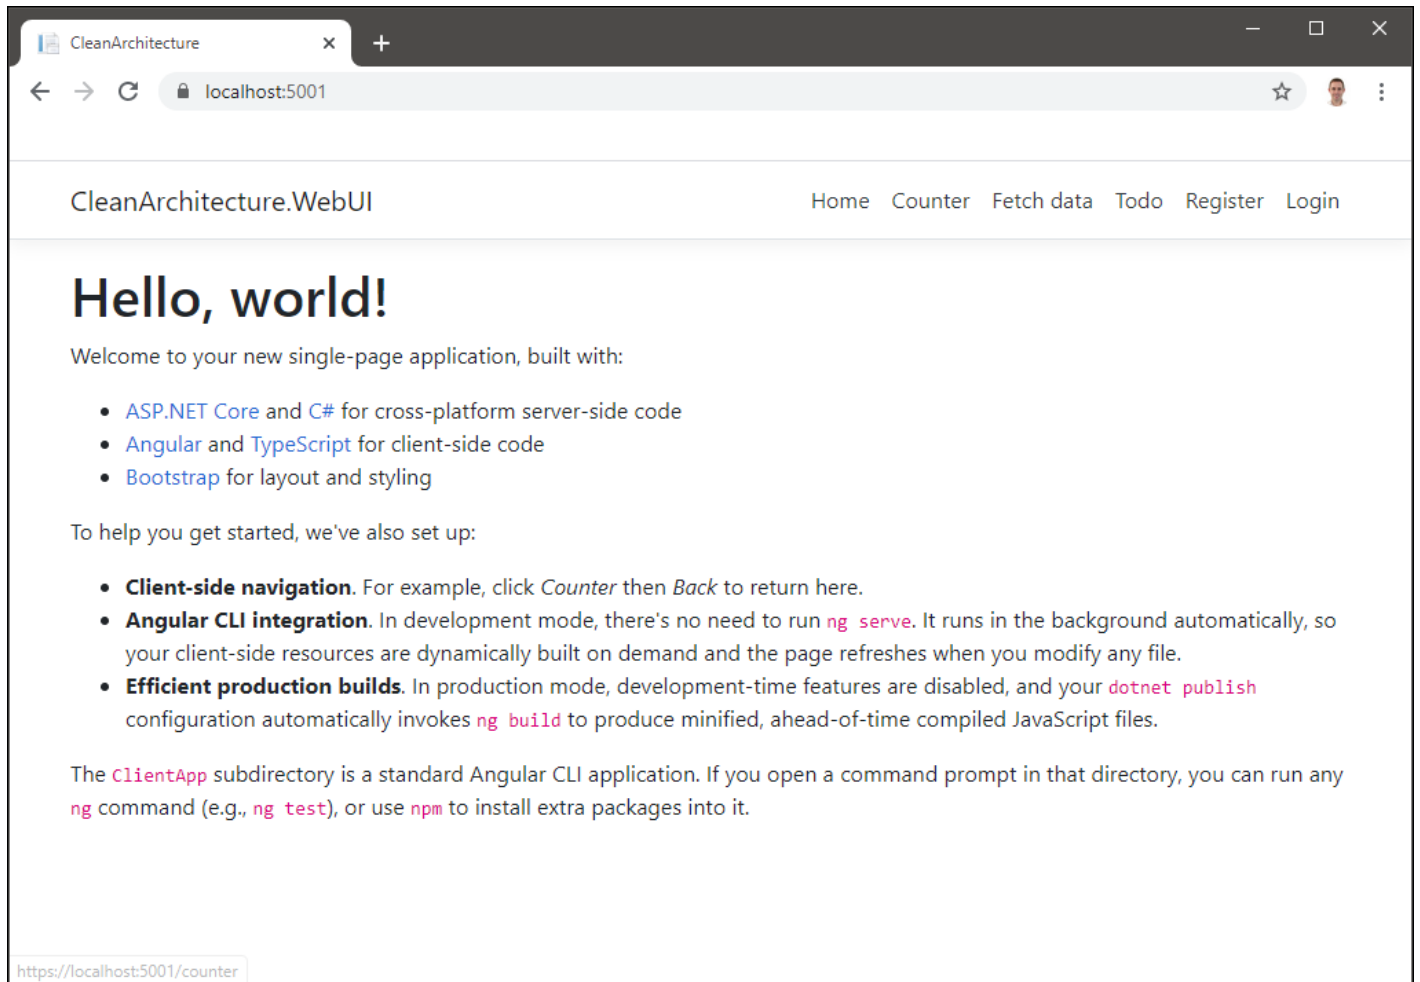 CleanArchitecture
localhost:5001
CleanArchitecture.WebUI
Home Counter Fetch data Todo Register Login
Hello, world!
Welcome to your new single-page application, built with:
ASP.NET Core and C# for cross-platform server-side code
Angular and TypeScript for client-side code
Bootstrap for layout and styling
To help you get started, we've also set up:
Client-side navigation. For example, click Counter then Back to return here.
Angular CLI integration. In development mode, there's no need to run ng serve. It runs in the background automatically, so
your client-side resources are dynamically built on demand and the page refreshes when you modify any file.
Efficient production builds. In production mode, development-time features are disabled, and your dotnet publish
configuration automatically invokes ng build to produce minified, ahead-of-time compiled JavaScript files.
The ClientApp subdirectory is a standard Angular CLI application. If you open a command prompt in that directory, you can run any
ng command (e.g., ng test), or use npm to install extra packages into it.
https://localhost:5001/counter